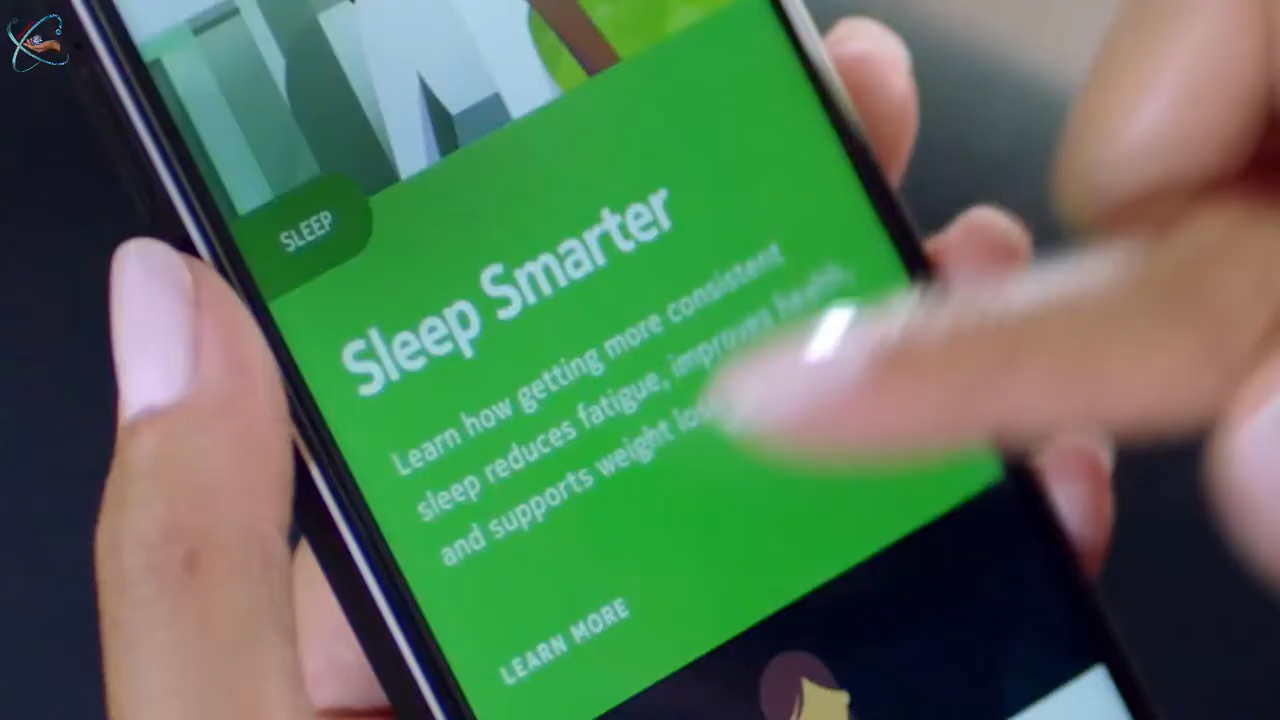 SLEEP
Sleep Smarter
Learn how getting more consistent
sleep reduces fatigue, improves health,
and supports weight
LEARN MORE